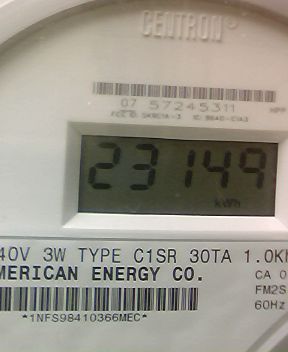 CENTRON®
07 57245311
23149
kWh
40V 3W TYPE C1SR 30TA 1.0K
MERICAN ENERGY CO.
CA 0
FM2S
60Hz
*1NFS98410366MEC*